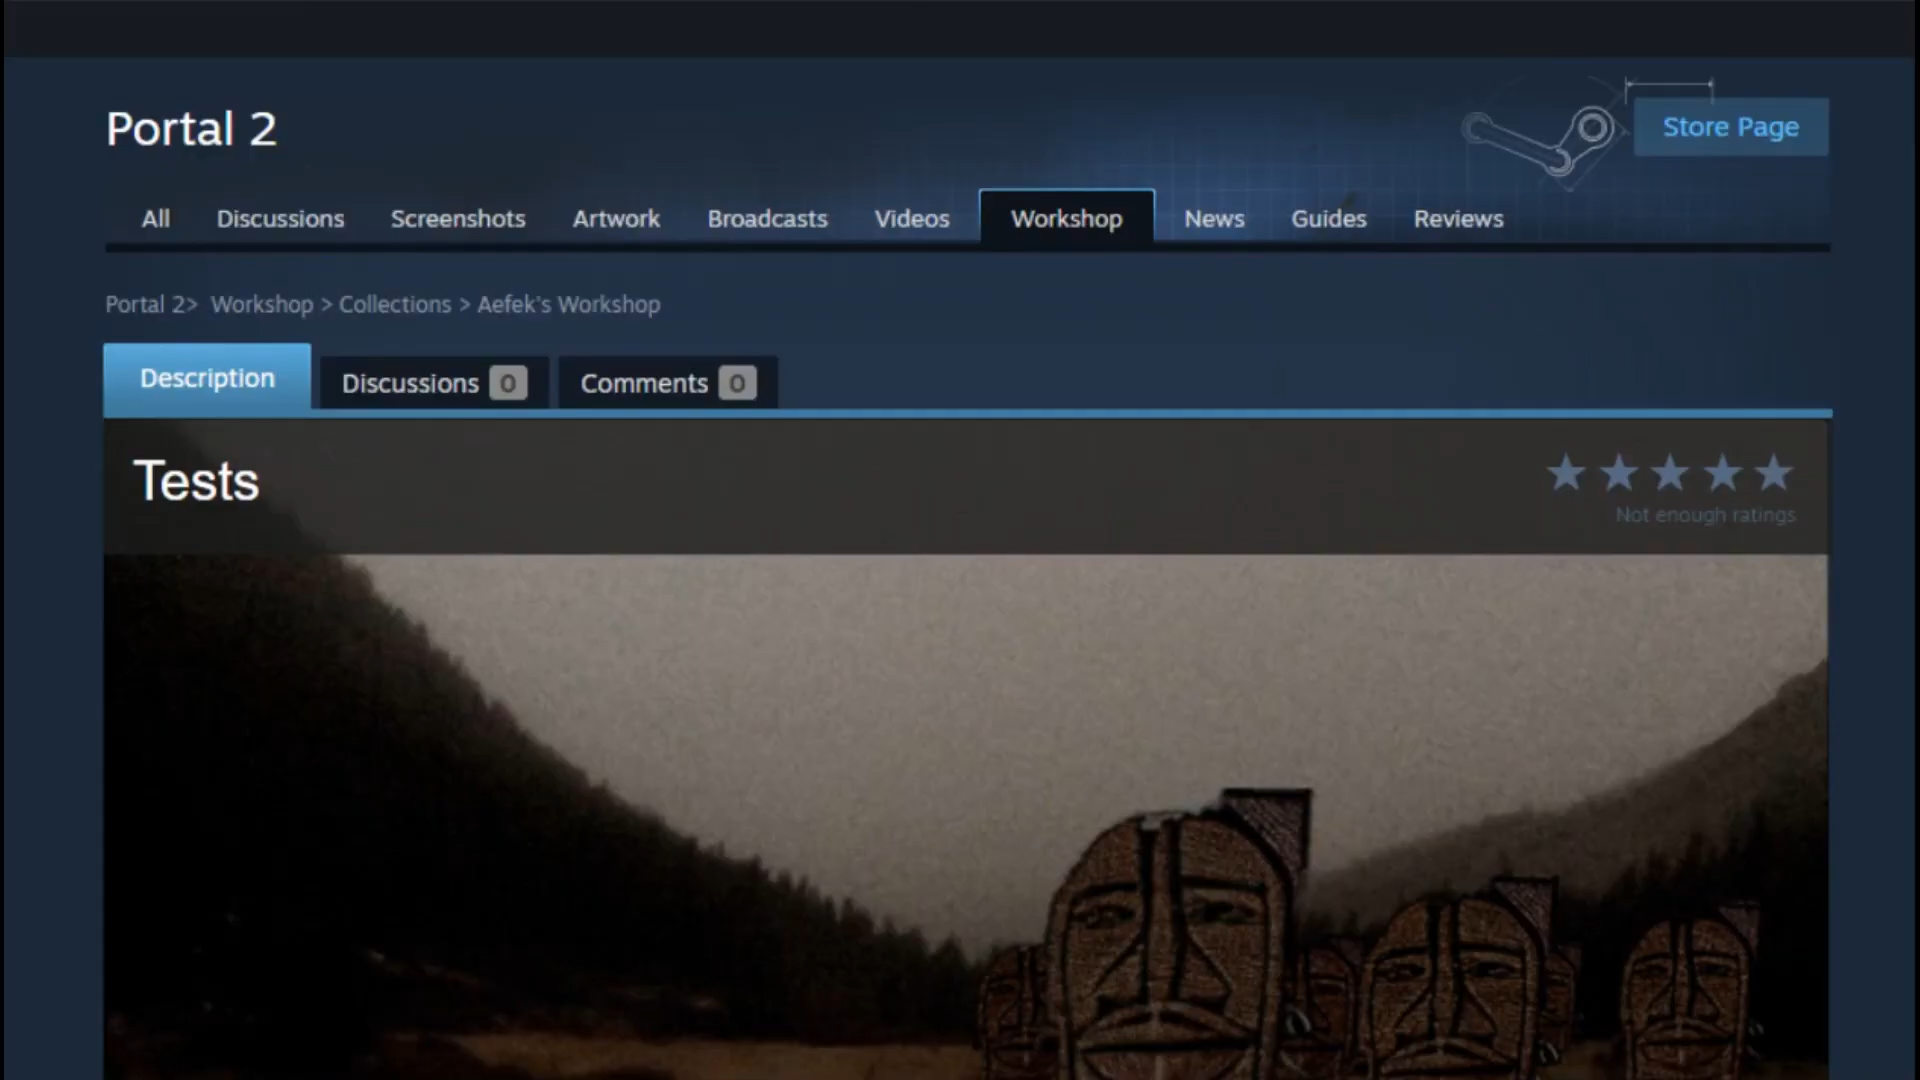 Portal 2
Store Page
All Discussions Screenshots Artwork Broadcasts Videos Workshop News Guides Reviews
Portal 2> Workshop > Collections > Aefek's Workshop
Description Discussions 0 Comments 0
Tests
Not enough ratings